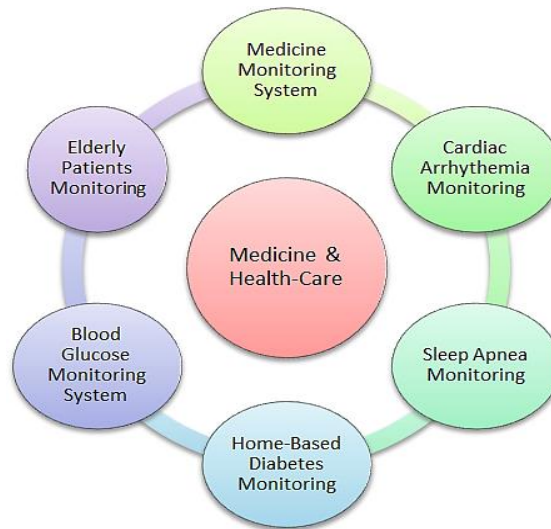 Medicine
Monitoring
System
Cardiac
Arrhythemia
Monitoring
Sleep Apnea
Monitoring
Home-Based
Diabetes
Monitoring
Blood
Glucose
Monitoring
System
Elderly
Patients
Monitoring
Medicine &
Health-Care